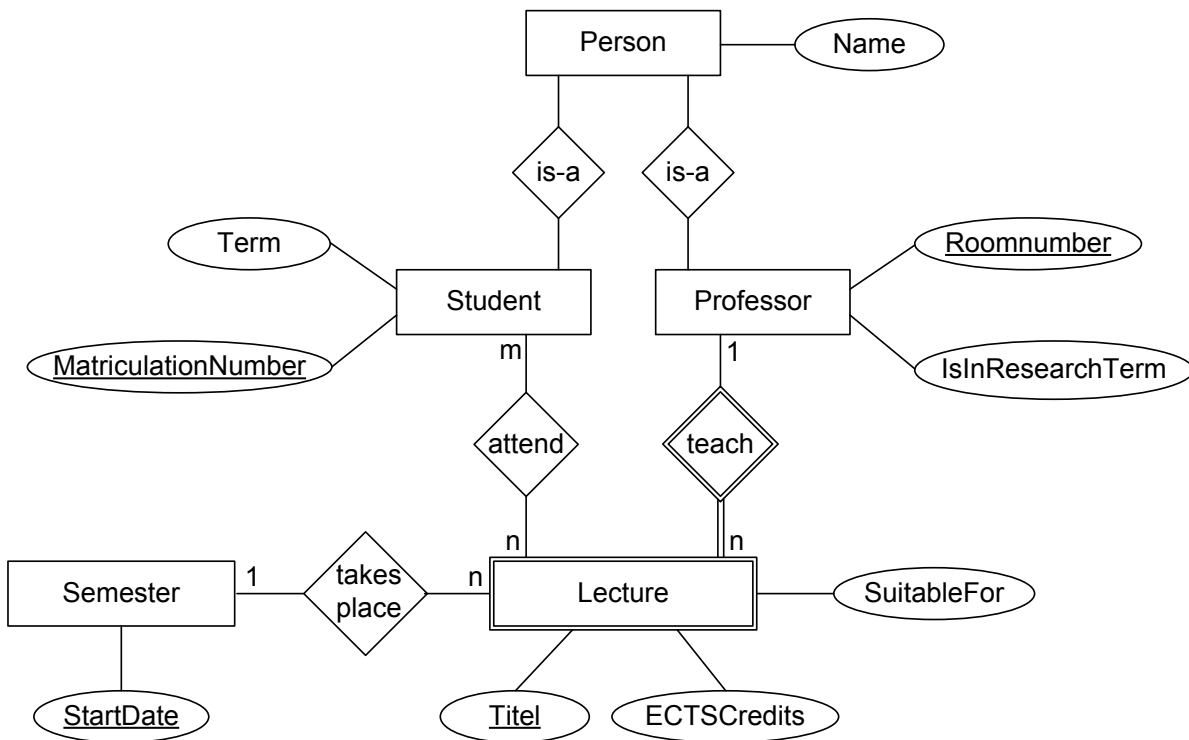 Person
Name
is-a
is-a
Term
Roomnumber
Student
Professor
MatriculationNumber
m
1
IsInResearchTerm
attend
teach
n
n
Semester
1
takes
place
n
Lecture
SuitableFor
StartDate
Titel
ECTSCredits